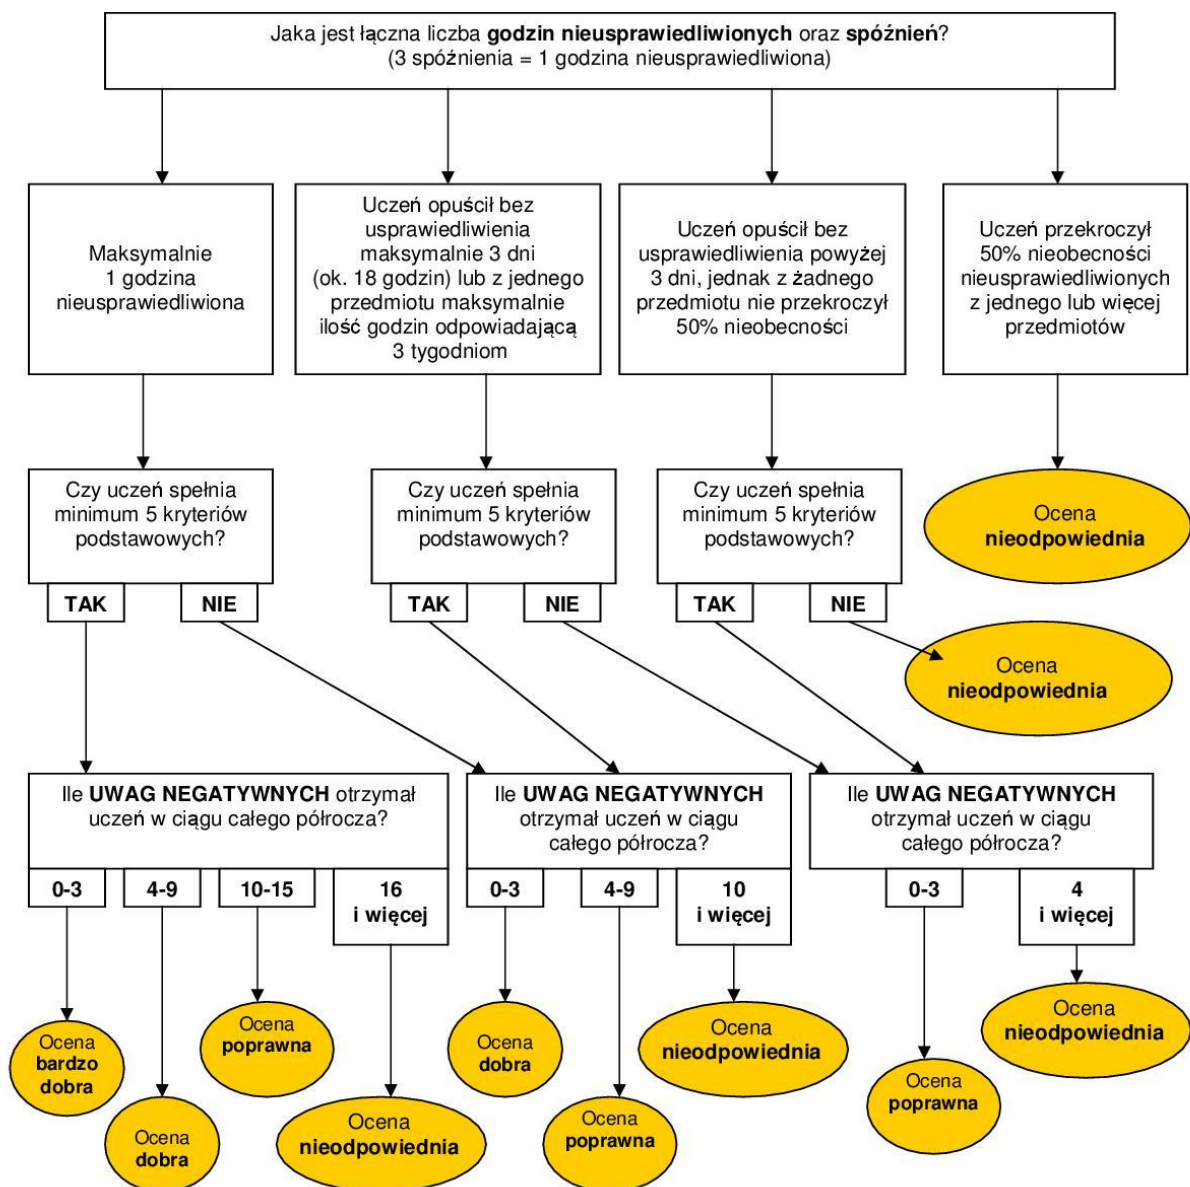 Jaka jest łączna liczba godzin nieusprawiedliwionych oraz spóźnień?
(3 spóźnienia = 1 godzina nieusprawiedliwiona)
Maksymalnie
1 godzina
nieusprawiedliwiona
Uczeń opuścił bez
usprawiedliwienia
maksymalnie 3 dni
(ok. 18 godzin) lub z jednego
przedmiotu maksymalnie
ilość godzin odpowiadającą
3 tygodniom
Uczeń opuścił bez
usprawiedliwienia powyżej
3 dni, jednak z żadnego
przedmiotu nie przekroczył
50% nieobecności
Uczeń przekroczył
50% nieobecności
nieusprawiedliwionych
z jednego lub więcej
przedmiotów
Czy uczeń spełnia
minimum 5 kryteriów
podstawowych?
TAK
NIE
Czy uczeń spełnia
minimum 5 kryteriów
podstawowych?
TAK
NIE
Czy uczeń spełnia
minimum 5 kryteriów
podstawowych?
TAK
NIE
Ocena
nieodpowiednia
Ocena
nieodpowiednia
Ile UWAG NEGATYWNYCH otrzymał
uczeń w ciągu całego półrocza?
0-3
4-9
10-15
16
i więcej
Ile UWAG NEGATYWNYCH
otrzymał uczeń w ciągu
całego półrocza?
0-3
4-9
10
i więcej
Ile UWAG NEGATYWNYCH
otrzymał uczeń w ciągu
całego półrocza?
0-3
4
i więcej
Ocena
bardzo
dobra
Ocena
dobra
Ocena
poprawna
Ocena
nieodpowiednia
Ocena
dobra
Ocena
poprawna
Ocena
nieodpowiednia
Ocena
poprawna
Ocena
nieodpowiednia